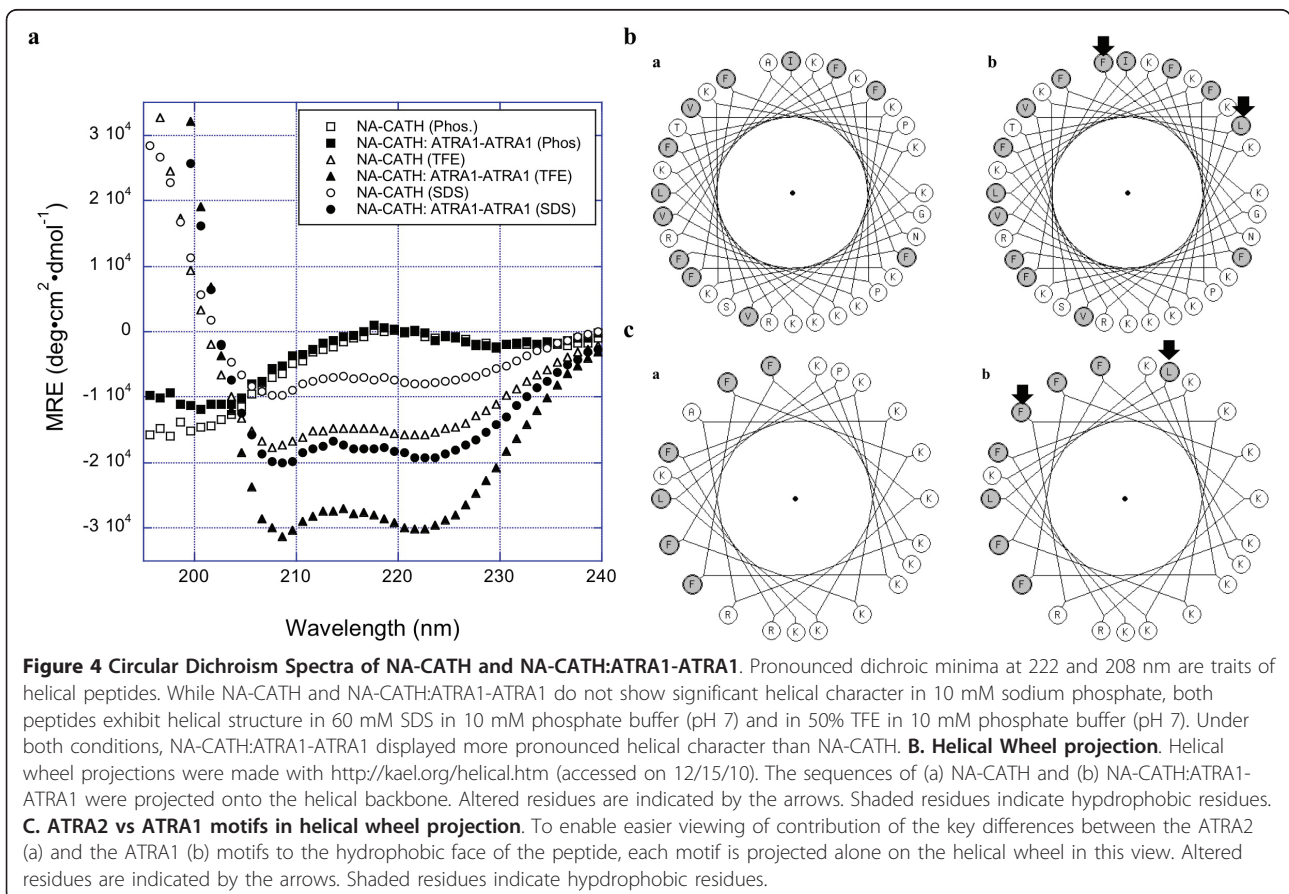 a
b
MRE (deg•cm2•dmol-1)
3 10^4
2 10^4
1 10^4
0
-1 10^4
-2 10^4
-3 10^4
200 210 220 230 240
Wavelength (nm)
NA-CATH (Phos.)
NA-CATH: ATRA1-ATRA1 (Phos)
NA-CATH (TFE)
NA-CATH: ATRA1-ATRA1 (TFE)
NA-CATH (SDS)
NA-CATH: ATRA1-ATRA1 (SDS)
a
A I K F K F K P K K G N F K P K K K K R V S K F F R V L K F T V K F
b
F I K F K F K L K K G N F K P K K K K R V S K F F R V L K F T V K F
c
a
F F K P K K K K K K K K K K R R F F L K F A
b
F F K L K K K K K K K K K K R R F F L K F F
Figure 4 Circular Dichroism Spectra of NA-CATH and NA-CATH:ATRA1-ATRA1. Pronounced dichroic minima at 222 and 208 nm are traits of
helical peptides. While NA-CATH and NA-CATH:ATRA1-ATRA1 do not show significant helical character in 10 mM sodium phosphate, both
peptides exhibit helical structure in 60 mM SDS in 10 mM phosphate buffer (pH 7) and in 50% TFE in 10 mM phosphate buffer (pH 7). Under
both conditions, NA-CATH:ATRA1-ATRA1 displayed more pronounced helical character than NA-CATH. B. Helical Wheel projection. Helical
wheel projections were made with http://kael.org/helical.htm (accessed on 12/15/10). The sequences of (a) NA-CATH and (b) NA-CATH:ATRA1-
ATRA1 were projected onto the helical backbone. Altered residues are indicated by the arrows. Shaded residues indicate hypdrophobic residues.
C. ATRA2 vs ATRA1 motifs in helical wheel projection. To enable easier viewing of contribution of the key differences between the ATRA2
(a) and the ATRA1 (b) motifs to the hydrophobic face of the peptide, each motif is projected alone on the helical wheel in this view. Altered
residues are indicated by the arrows. Shaded residues indicate hypdrophobic residues.